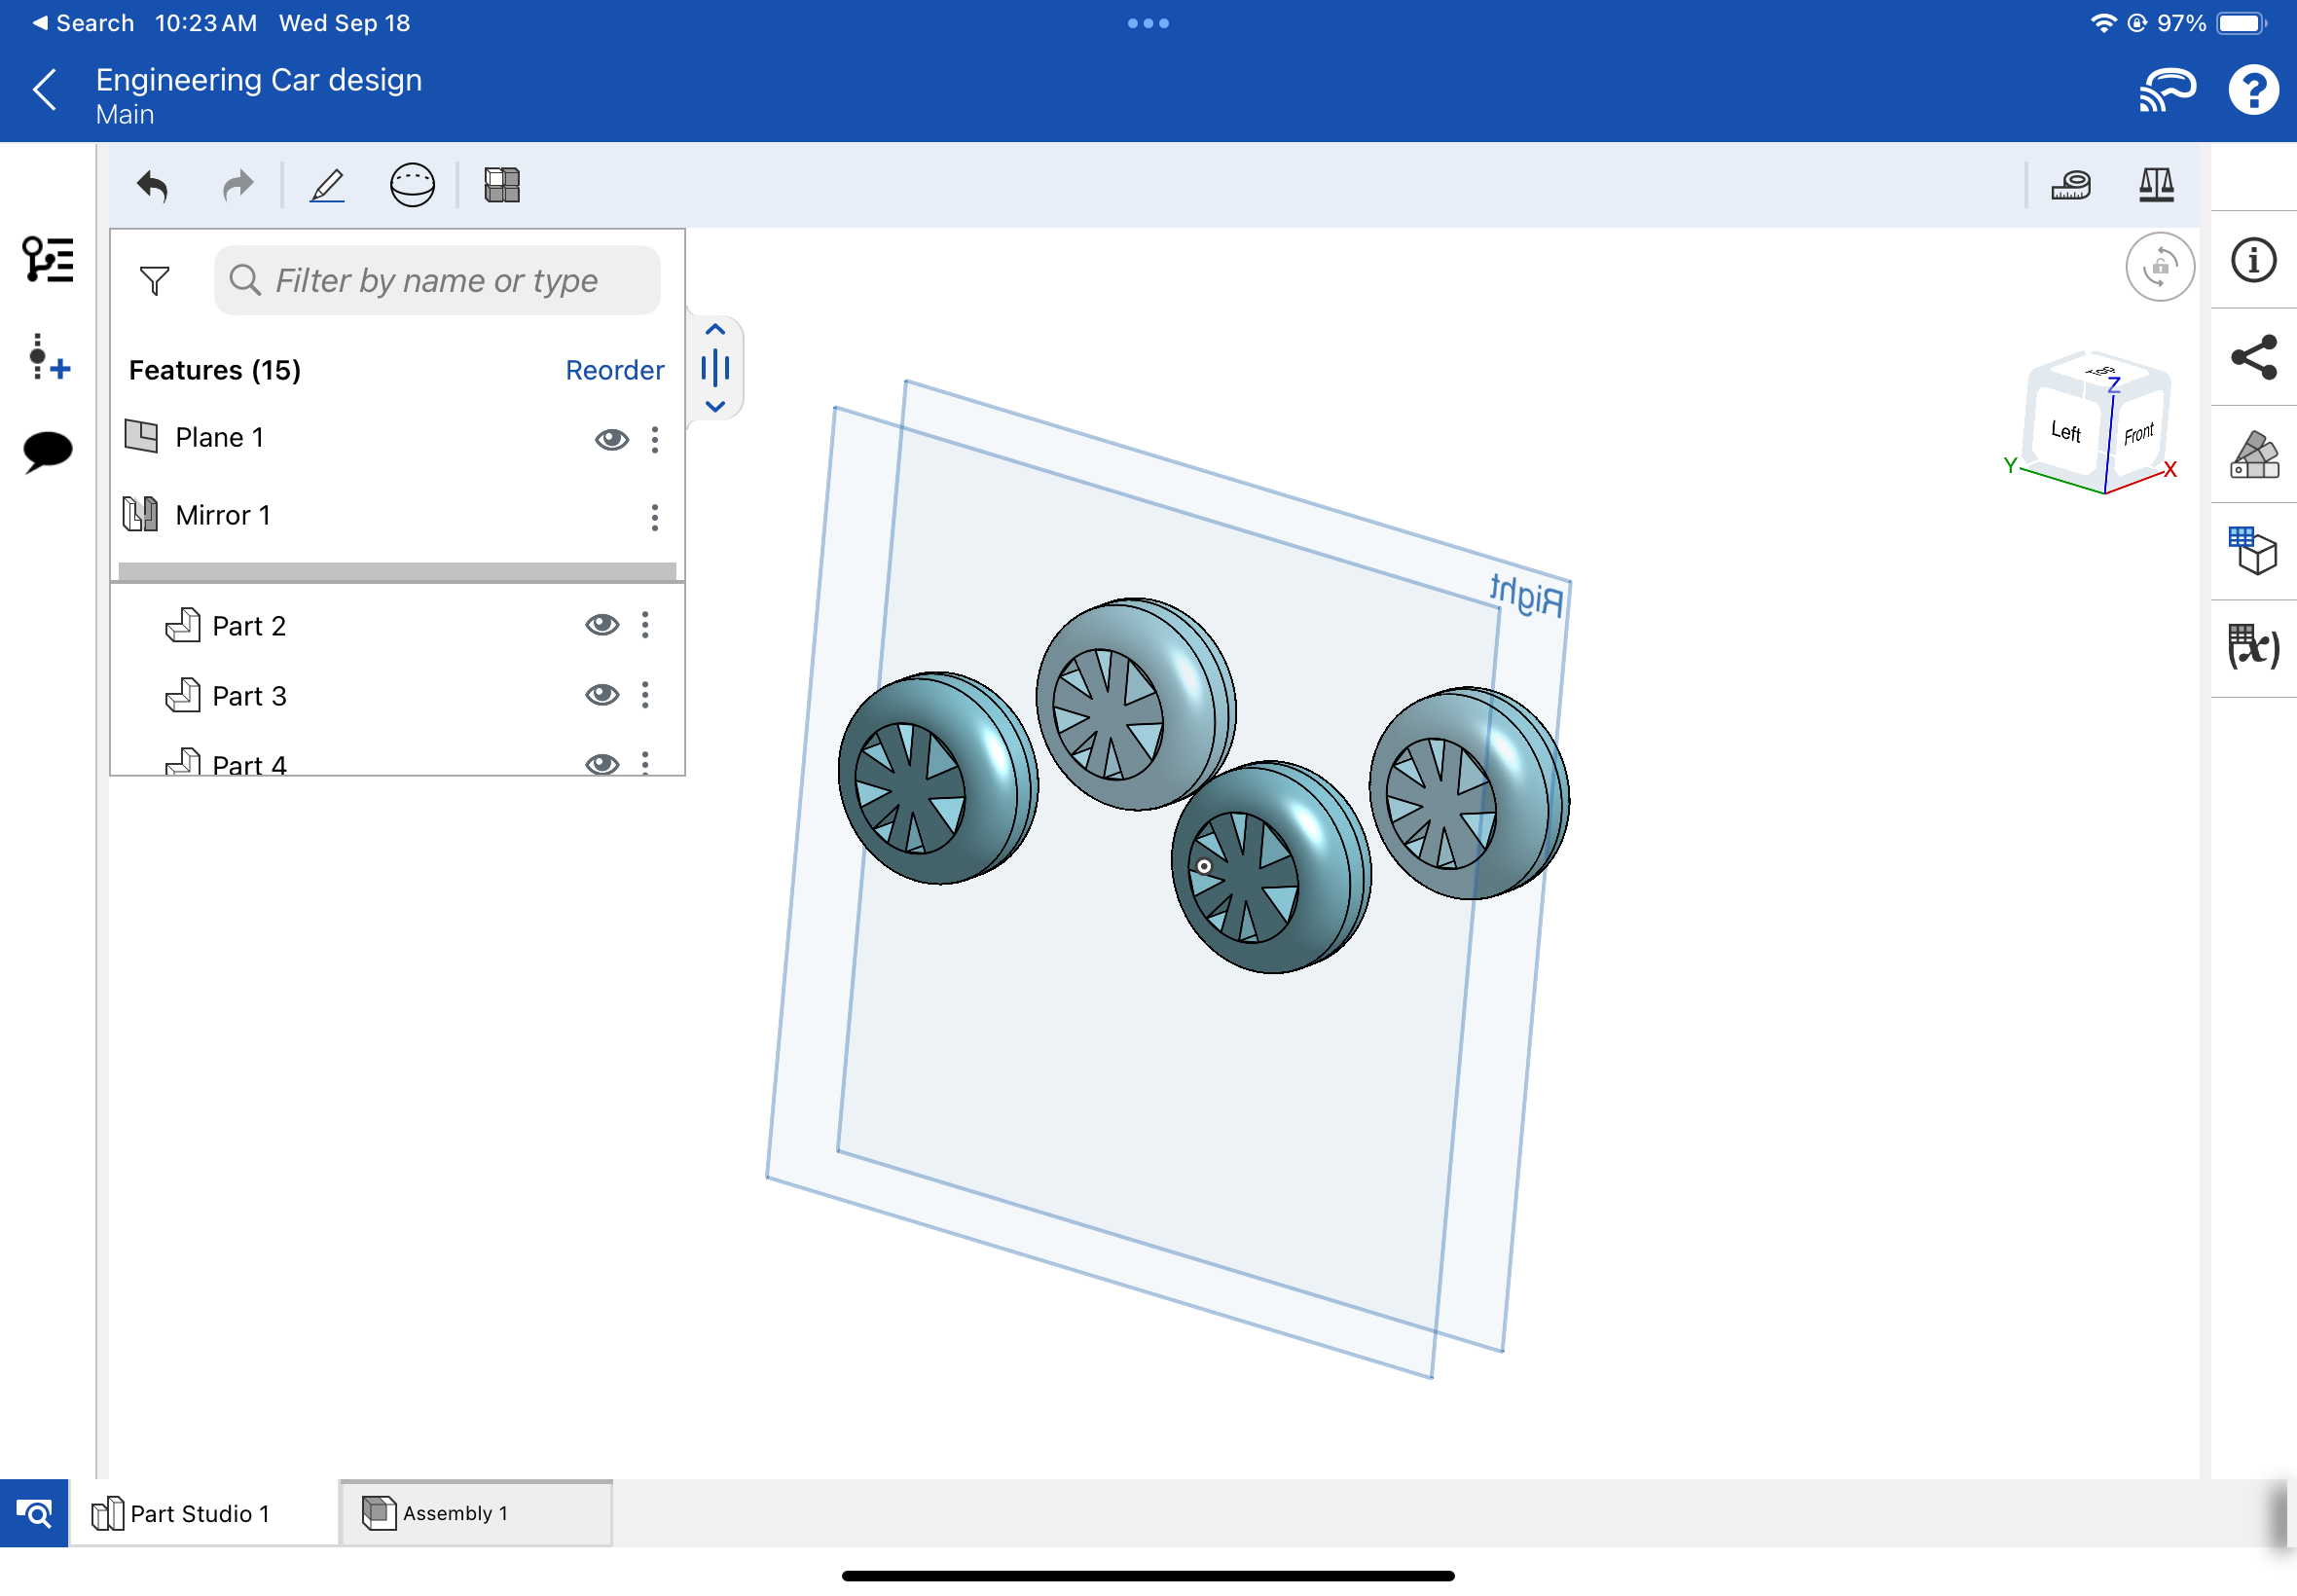 Search 10:23 AM Wed Sep 18
97%
Engineering Car design
Main
Filter by name or type
Features (15)
Reorder
Plane 1
Mirror 1
Part 2
Part 3
Part 4
Right
Top
Z
Left
Front
Y
X
(x)
Part Studio 1
Assembly 1